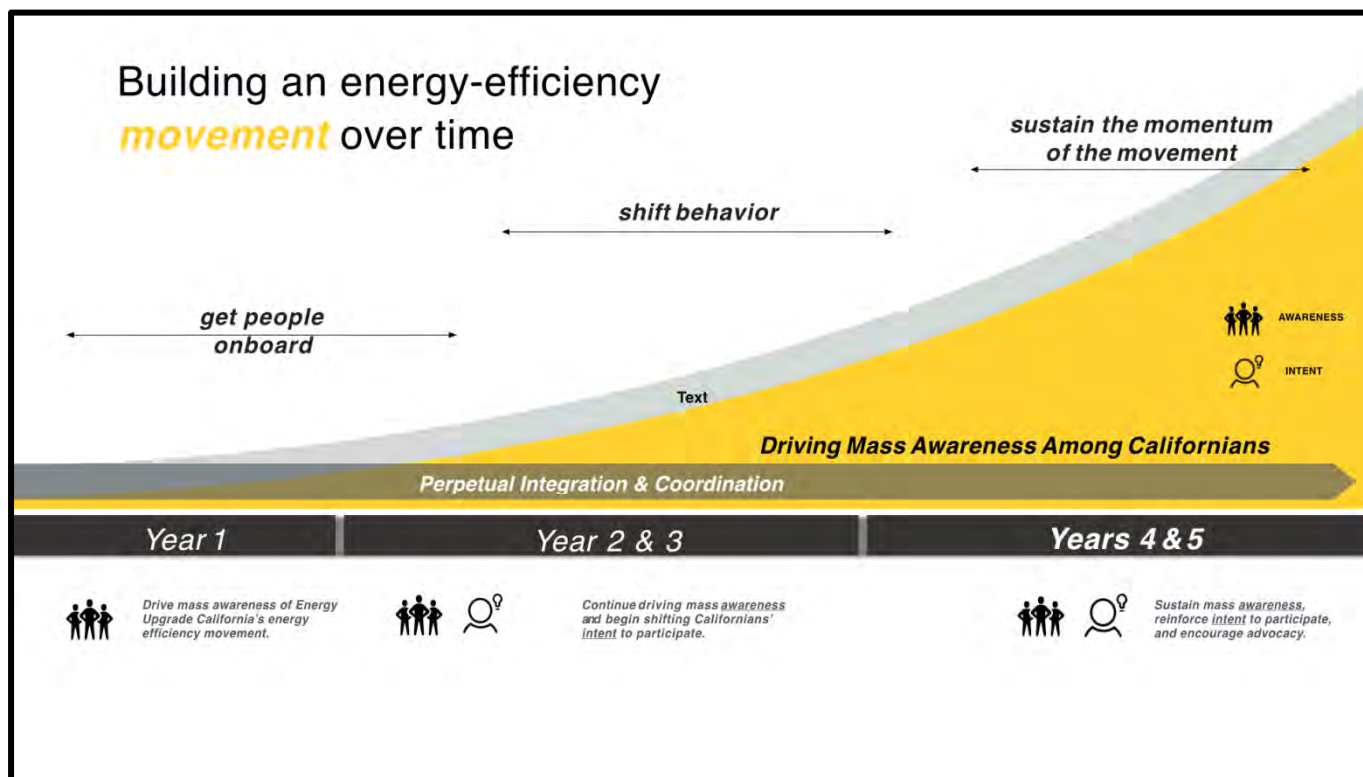 Building an energy-efficiency
movement over time
sustain the momentum
of the movement
shift behavior
get people
onboard
AWARENESS
INTENT
Text
Driving Mass Awareness Among Californians
Perpetual Integration & Coordination
Year 1
Year 2 & 3
Years 4 & 5
Drive mass awareness of Energy
Upgrade California's energy
efficiency movement.
Continue driving mass awareness
and begin shifting Californians'
intent to participate.
Sustain mass awareness,
reinforce intent to participate,
and encourage advocacy.